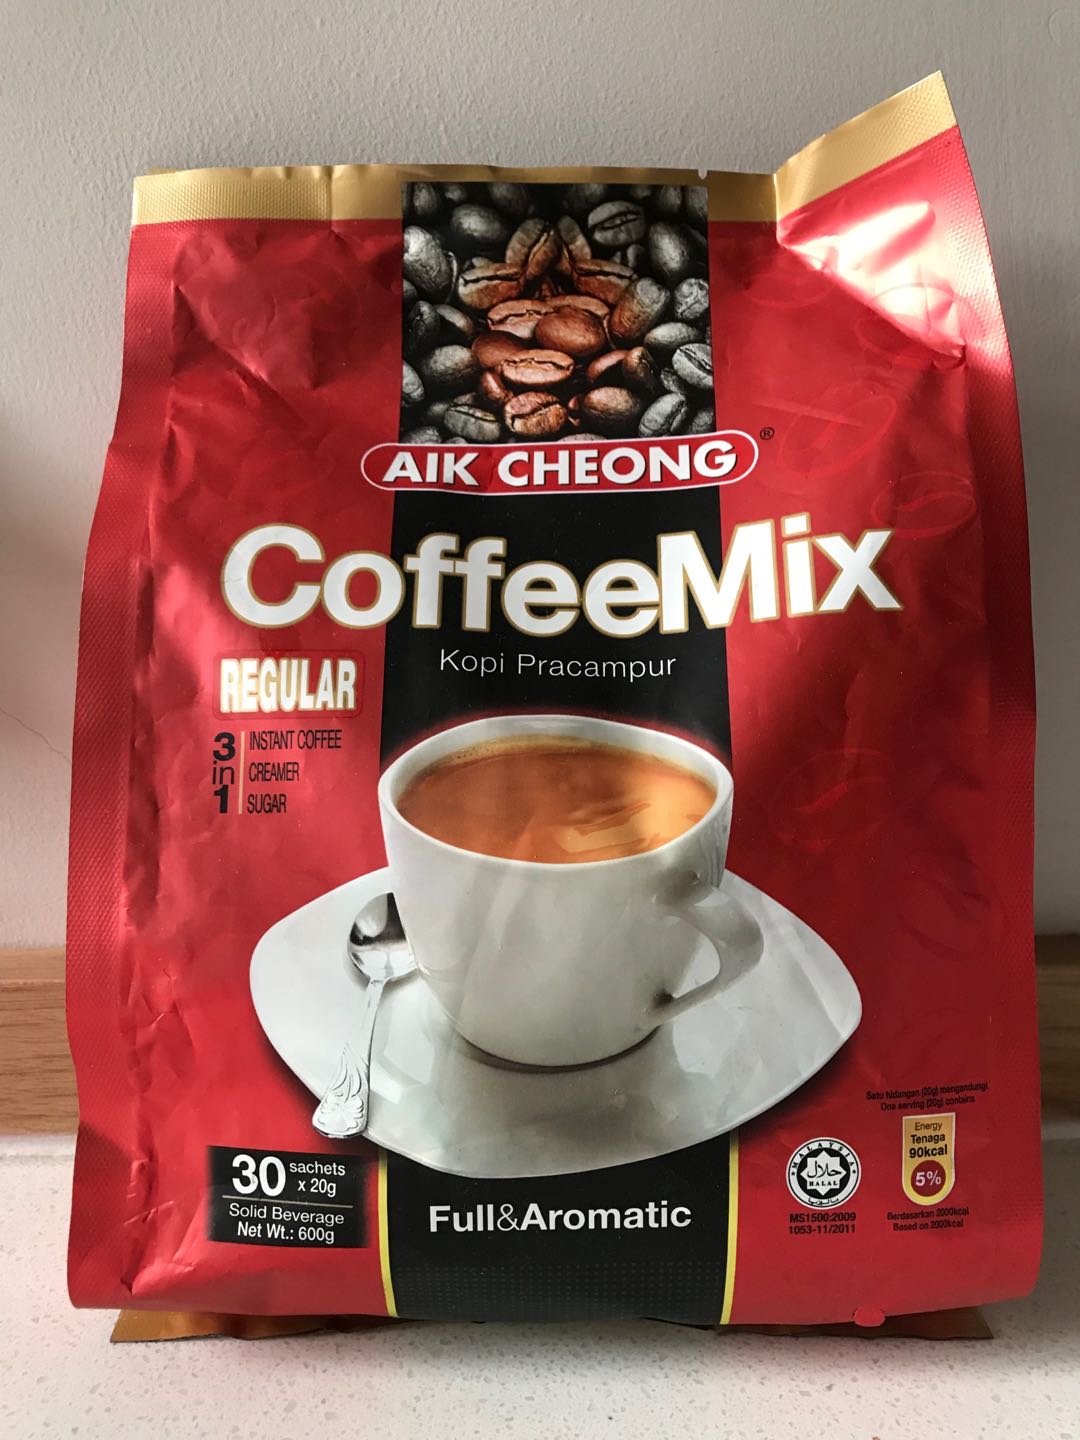 AIK CHEONG®
CoffeeMix
Kopi Pracampur
REGULAR
3 in 1
INSTANT COFFEE
CREAMER
SUGAR
Satu hidangan (20g) mengandungi
One serving (20g) contains
Energy
Tenaga
90kcal
5%
Berdasarkan 2000kcal
Based on 2000kcal
MALAYSIA
حلال
HALAL
MS1500:2009
1053-11/2011
30 sachets
x 20g
Solid Beverage
Net Wt.: 600g
Full&Aromatic